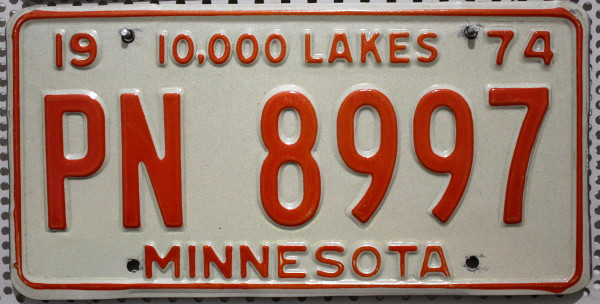 19 10,000 LAKES 74
PN 8997
MINNESOTA